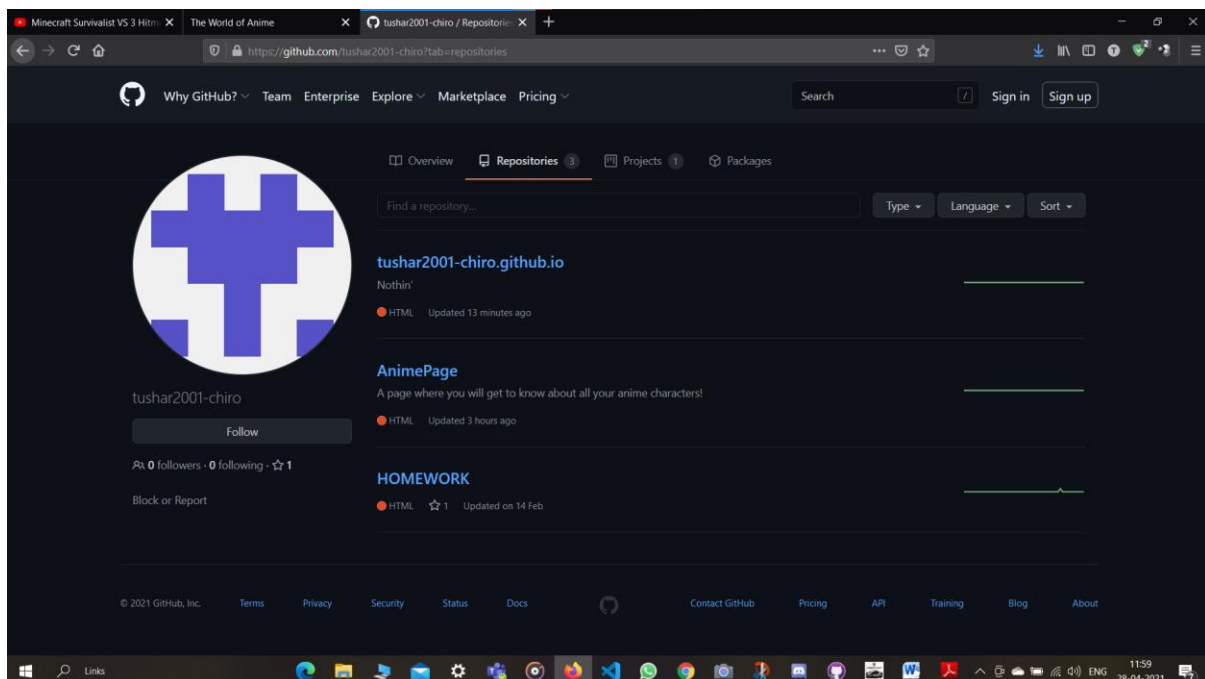 Minecraft Survivalist VS 3 Hitm
The World of Anime
tushar2001-chiro / Repositorie
https://github.com/tushar2001-chiro?tab=repositories
Why GitHub? Team Enterprise Explore Marketplace Pricing
Search /
Sign in Sign up
Overview Repositories 3 Projects 1 Packages
Find a repository...
Type Language Sort
tushar2001-chiro.github.io
Nothin'
HTML Updated 13 minutes ago
AnimePage
A page where you will get to know about all your anime characters!
HTML Updated 3 hours ago
HOMEWORK
HTML 1 Updated on 14 Feb
tushar2001-chiro
Follow
0 followers · 0 following · 1
Block or Report
© 2021 GitHub, Inc. Terms Privacy Security Status Docs Contact GitHub Pricing API Training Blog About
Links
ENG
11:59
28-04-2021